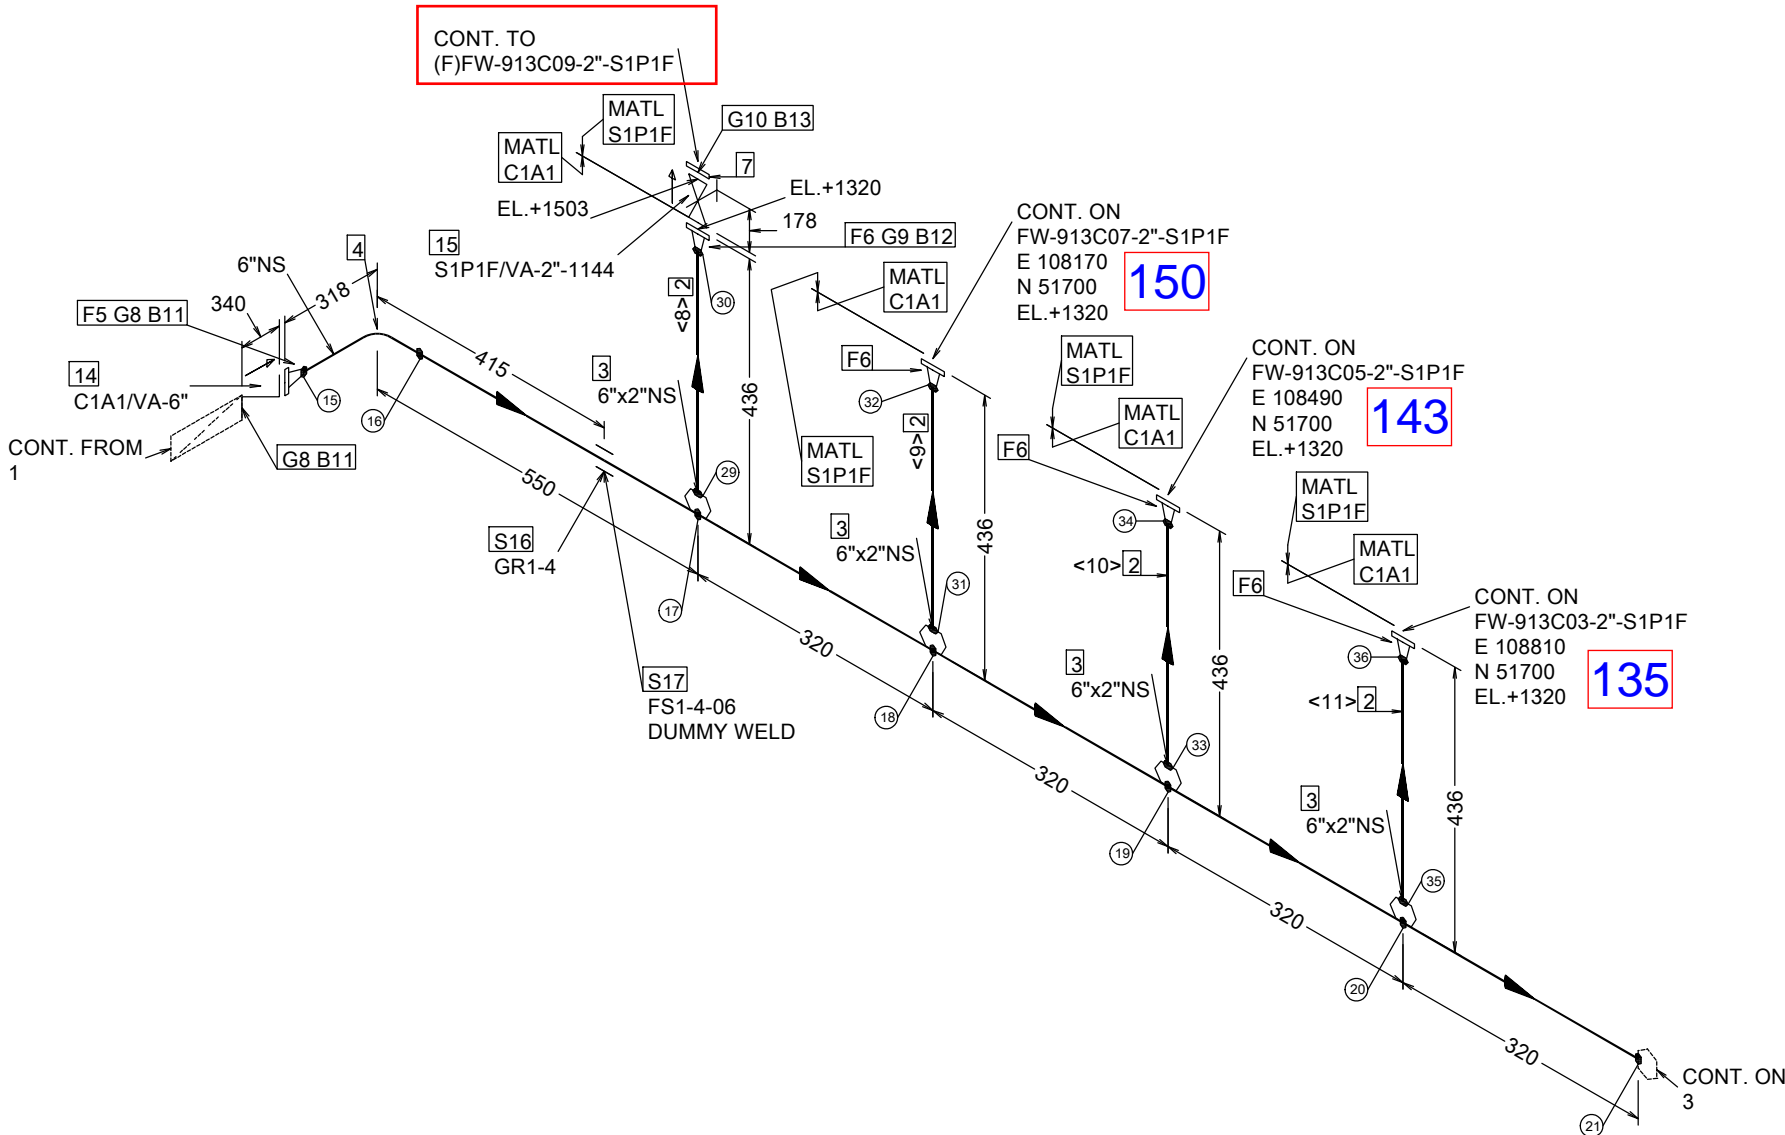 CONT. TO
(F)FW-913C09-2"-S1P1F
MATL
S1P1F
G10 B13
MATL
C1A1
7
EL.+1503
EL.+1320
178
F6 G9 B12
15
S1P1F/VA-2"-1144
4
6"NS
318
340
F5 G8 B11
14
C1A1/VA-6"
CONT. FROM
1
G8 B11
15
16
415
550
<8> 2
30
436
3
6"x2"NS
29
17
S16
GR1-4
S17
FS1-4-06
DUMMY WELD
MATL
C1A1
MATL
S1P1F
CONT. ON
FW-913C07-2"-S1P1F
E 108170
N 51700
EL.+1320
150
F6
32
<9> 2
436
3
6"x2"NS
31
18
320
MATL
S1P1F
MATL
C1A1
CONT. ON
FW-913C05-2"-S1P1F
E 108490
N 51700
EL.+1320
143
F6
34
<10> 2
436
3
6"x2"NS
33
19
320
MATL
S1P1F
MATL
C1A1
CONT. ON
FW-913C03-2"-S1P1F
E 108810
N 51700
EL.+1320
135
F6
36
<11> 2
436
3
6"x2"NS
35
20
320
320
21
CONT. ON
3